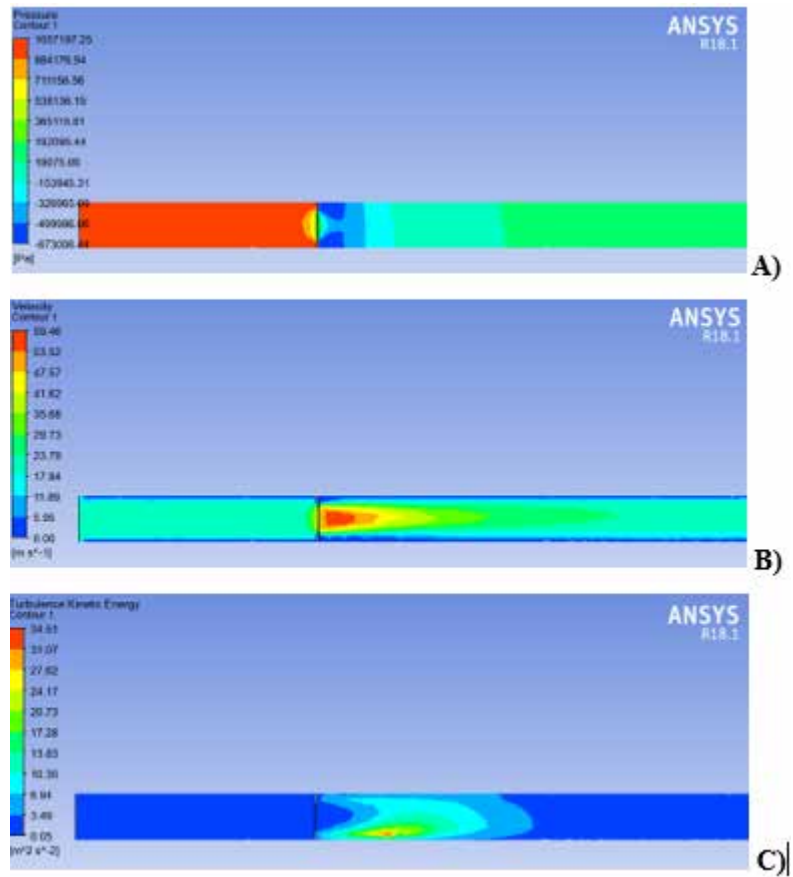 Pressure
Contour 1
1057197.25
884176.94
711156.56
538136.19
365115.81
192095.44
19075.06
-153945.31
-326965.69
-499986.06
-673006.44
[Pa]
ANSYS
R18.1
A)
Velocity
Contour 1
59.46
53.52
47.57
41.62
35.68
29.73
23.79
17.84
11.89
5.95
0.00
[m s^-1]
ANSYS
R18.1
B)
Turbulence Kinetic Energy
Contour 1
34.51
31.07
27.62
24.17
20.73
17.28
13.83
10.39
6.94
3.49
0.05
[m^2 s^-2]
ANSYS
R18.1
C)